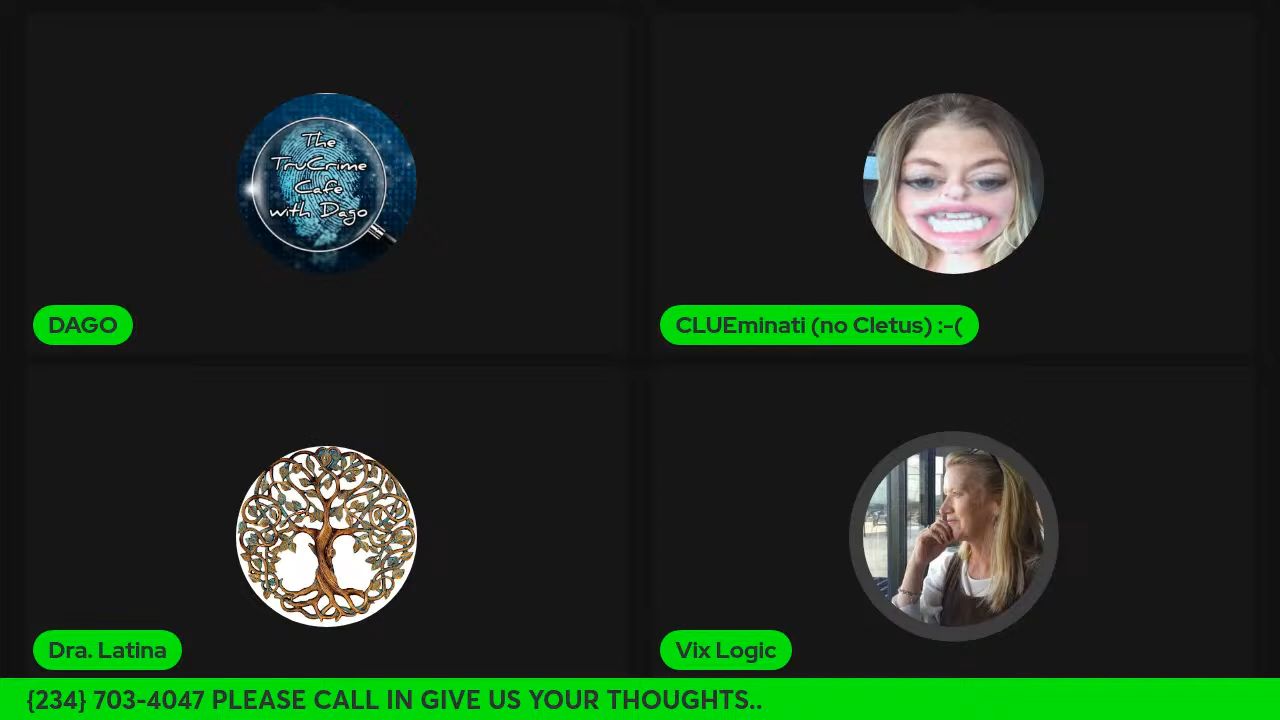 The
TruCrime
Cafe
with Dago
DAGO
CLUEminati (no Cletus) :-(
Dra. Latina
Vix Logic
{234} 703-4047 PLEASE CALL IN GIVE US YOUR THOUGHTS..